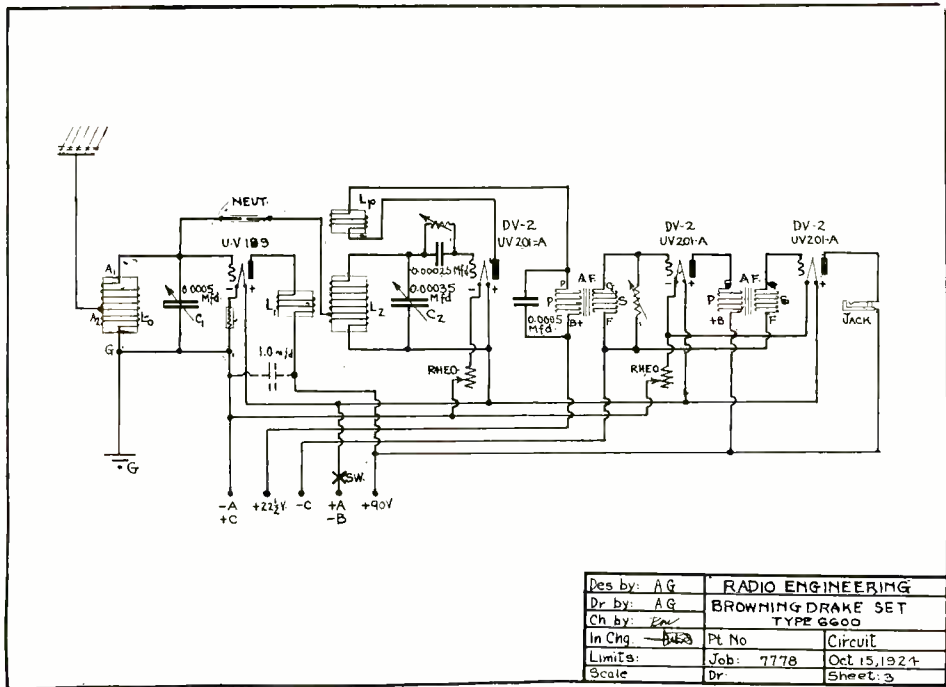 NEUT.
U-V 199
A1
A2
Lo
G
0.0005
Mfd
C1
- +
L1
1.0 mfd
G
Lp
L2
0.00025 Mfd
0.00035
Mfd
C2
DV-2
UV201-A
- +
RHEO
0.0005
Mfd.
P
P
B+
A.F.
G
S
F
DV-2
UV201-A
- +
RHEO
P
+B
A.F.
F
DV-2
UV201-A
- +
JACK
SW.
-A
+C
+22½V.
-C
+A
-B
+90V
Des by: A G
Dr by: A G
Ch by:
In Chg.
Limits:
Scale
RADIO ENGINEERING
BROWNING DRAKE SET
TYPE 6600
Pt No
Circuit
Job: 7778
Oct 15, 1924
Dr:
Sheet: 3